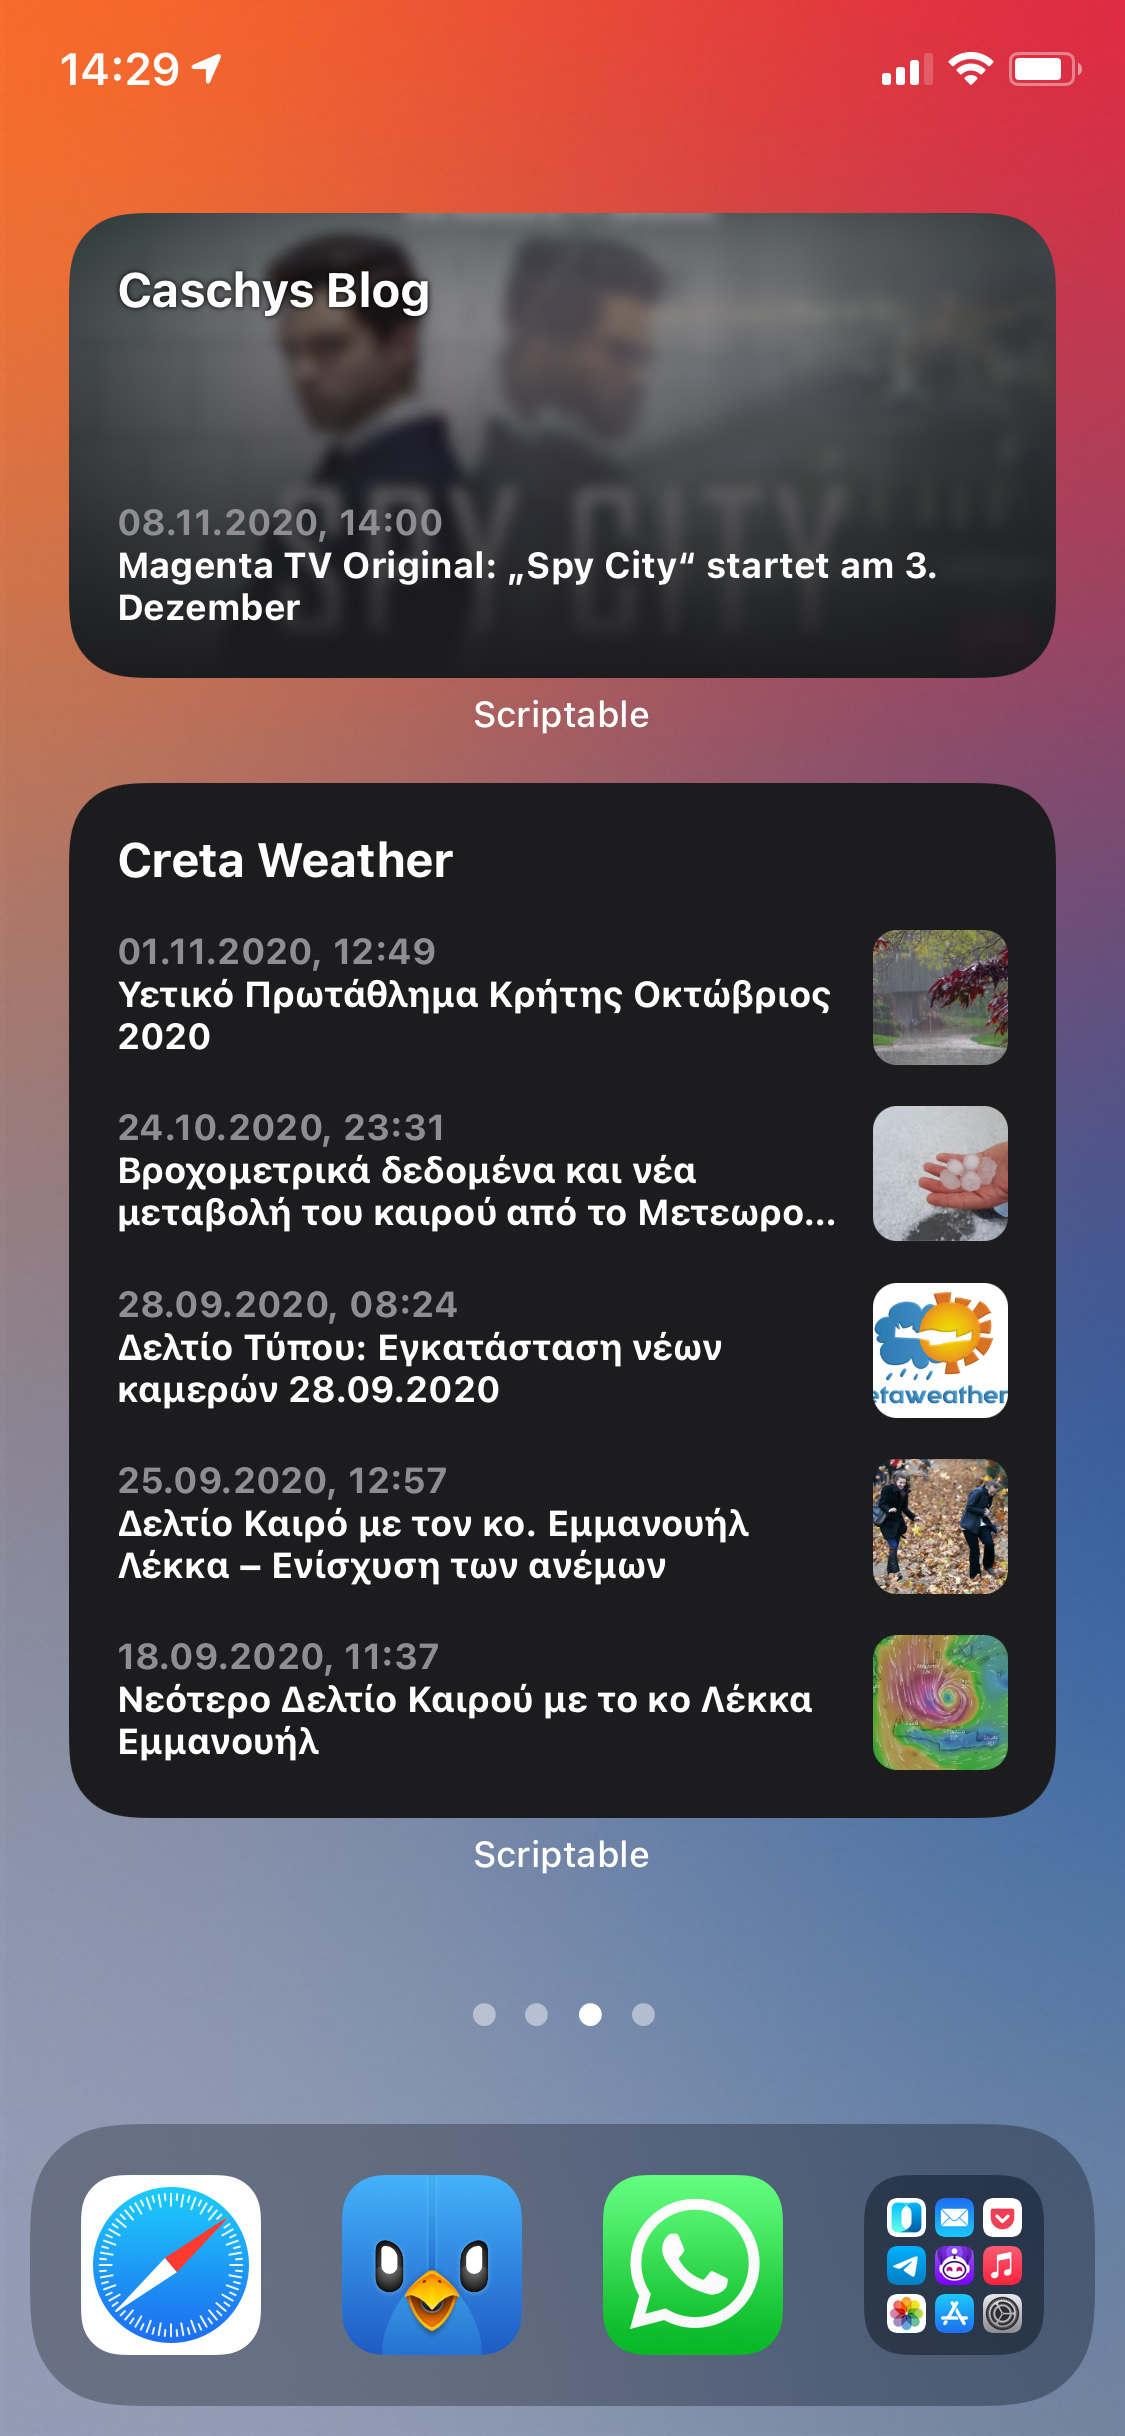 14:29
Caschys Blog
SPY CITY
08.11.2020, 14:00
Magenta TV Original: „Spy City“ startet am 3.
Dezember
Scriptable
Creta Weather
01.11.2020, 12:49
Υετικό Πρωτάθλημα Κρήτης Οκτώβριος
2020
24.10.2020, 23:31
Βροχομετρικά δεδομένα και νέα
μεταβολή του καιρού από το Μετεωρο...
28.09.2020, 08:24
Δελτίο Τύπου: Εγκατάσταση νέων
καμερών 28.09.2020
etaweather
25.09.2020, 12:57
Δελτίο Καιρό με τον κο. Εμμανουήλ
Λέκκα – Ενίσχυση των ανέμων
18.09.2020, 11:37
Νεότερο Δελτίο Καιρού με το κο Λέκκα
Εμμανουήλ
Scriptable